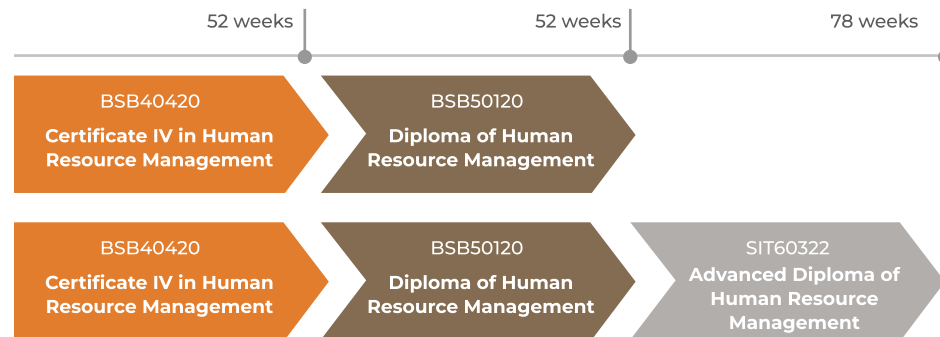 52 weeks
52 weeks
78 weeks
BSB40420
Certificate IV in Human
Resource Management
BSB50120
Diploma of Human
Resource Management
BSB40420
Certificate IV in Human
Resource Management
BSB50120
Diploma of Human
Resource Management
SIT60322
Advanced Diploma of
Human Resource
Management